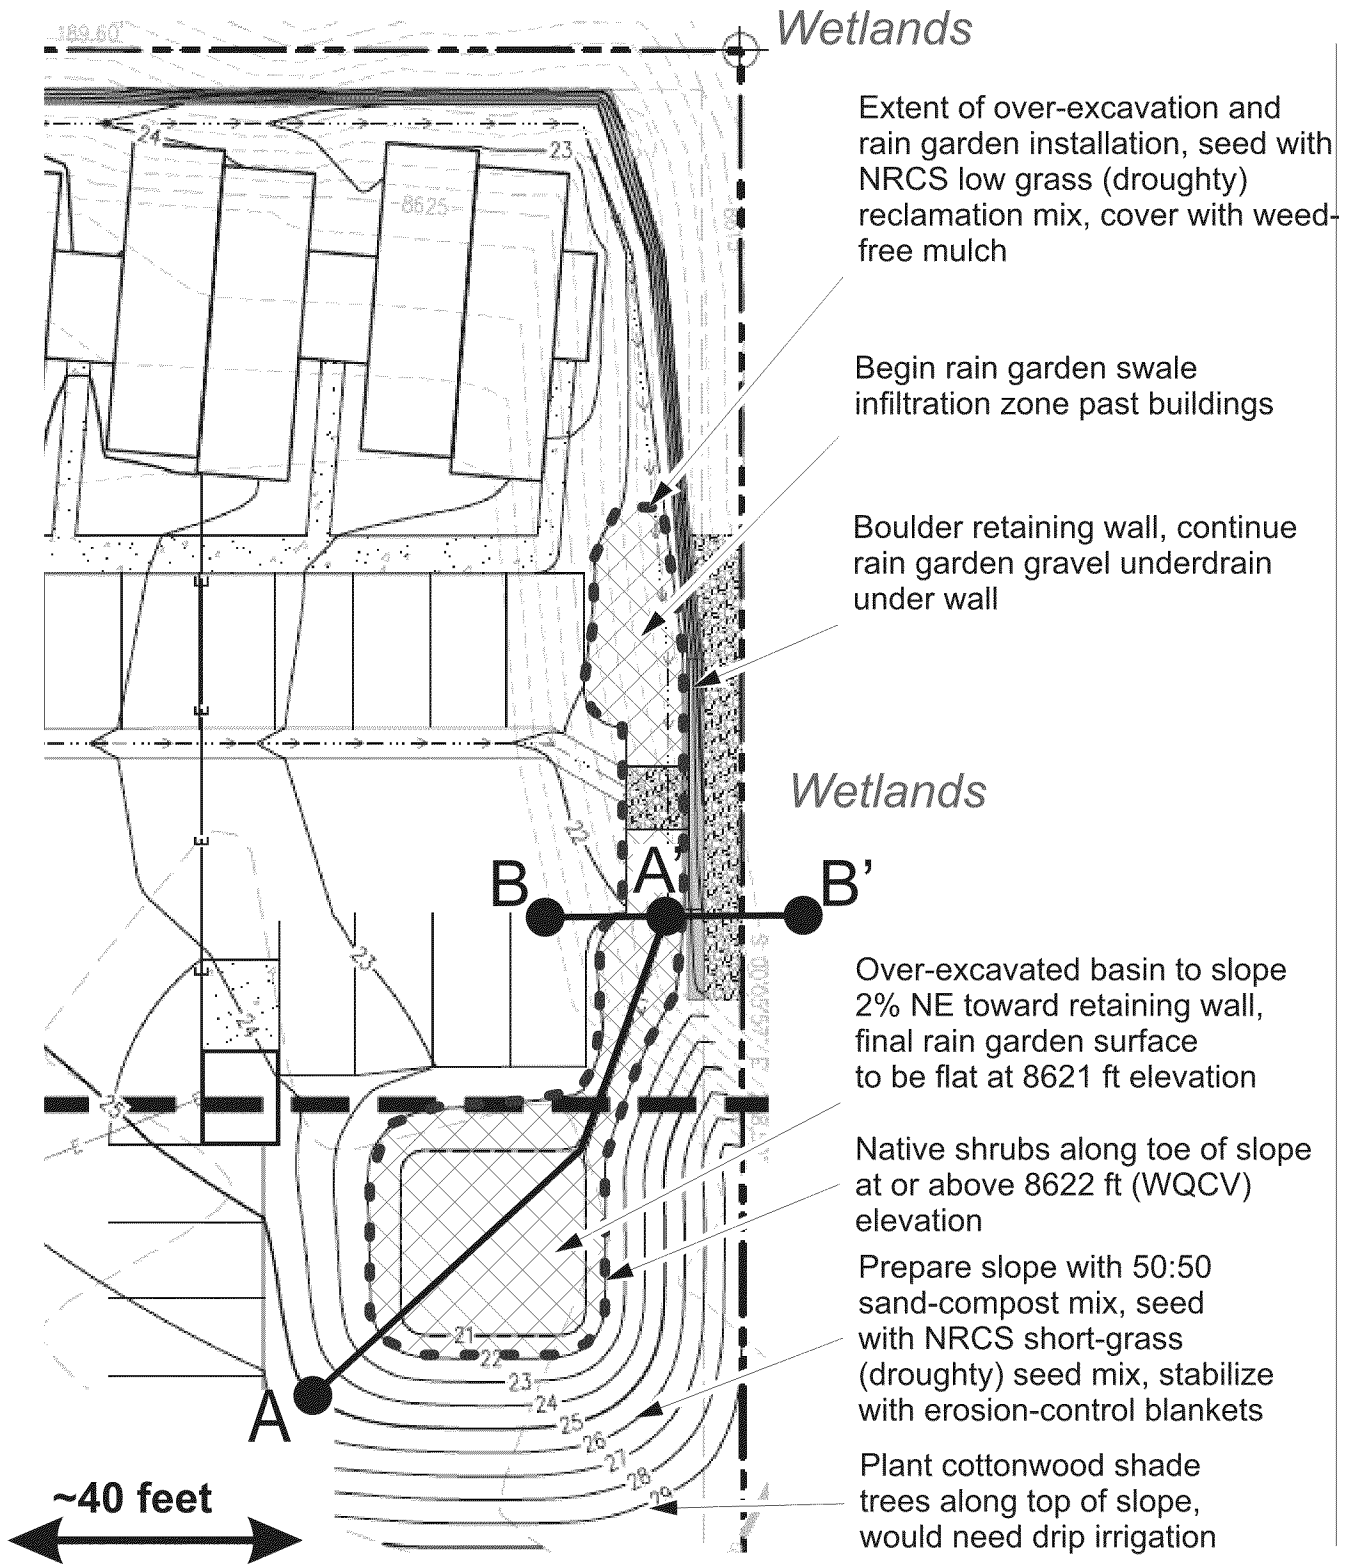 189.60'
Wetlands
Extent of over-excavation and
rain garden installation, seed with
NRCS low grass (droughty)
reclamation mix, cover with weed-
free mulch
24
23
8625
Begin rain garden swale
infiltration zone past buildings
Boulder retaining wall, continue
rain garden gravel underdrain
under wall
E
E
Wetlands
22
E
B
A'
B'
23
E
24
Over-excavated basin to slope
2% NE toward retaining wall,
final rain garden surface
to be flat at 8621 ft elevation
25
E
E
Native shrubs along toe of slope
at or above 8622 ft (WQCV)
elevation
Prepare slope with 50:50
sand-compost mix, seed
with NRCS short-grass
(droughty) seed mix, stabilize
with erosion-control blankets
21
22
23
24
25
26
27
28
29
A
~40 feet
Plant cottonwood shade
trees along top of slope,
would need drip irrigation